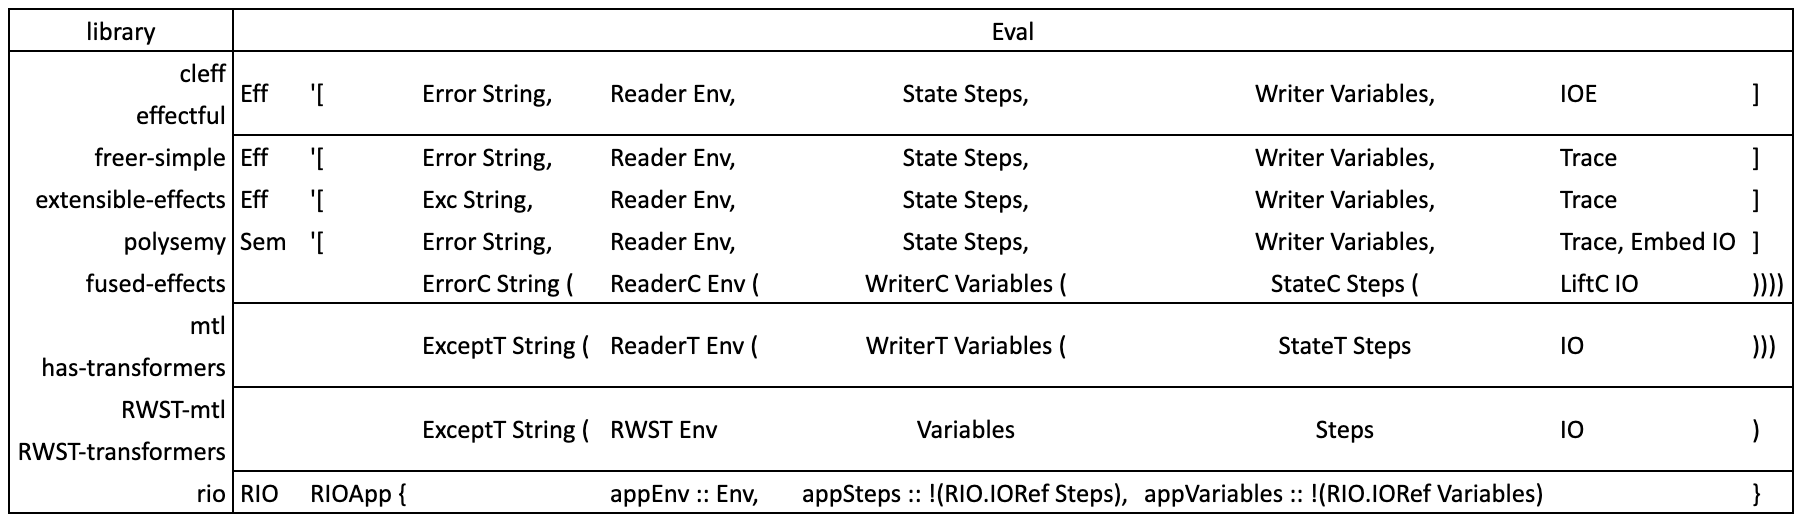 library Eval
cleff
effectful
Eff '[ Error String, Reader Env, State Steps, Writer Variables, IOE ]
freer-simple Eff '[ Error String, Reader Env, State Steps, Writer Variables, Trace ]
extensible-effects Eff '[ Exc String, Reader Env, State Steps, Writer Variables, Trace ]
polysemy Sem '[ Error String, Reader Env, State Steps, Writer Variables, Trace, Embed IO ]
fused-effects ErrorC String ( ReaderC Env ( WriterC Variables ( StateC Steps ( LiftC IO ))))
mtl
has-transformers
ExceptT String ( ReaderT Env ( WriterT Variables ( StateT Steps IO )))
RWST-mtl
RWST-transformers
ExceptT String ( RWST Env Variables Steps IO )
rio RIO RIOApp { appEnv :: Env, appSteps :: !(RIO.IORef Steps), appVariables :: !(RIO.IORef Variables) }